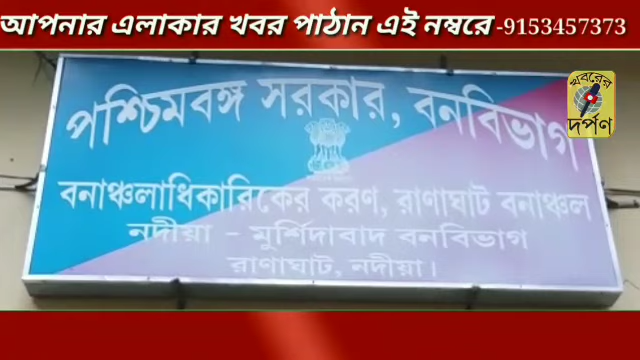 আপনার এলাকার খবর পাঠান এই নম্বরে -9153457373
খবরের
দর্পণ
পশ্চিমবঙ্গ সরকার, বনবিভাগ
বনাঞ্চলাধিকারিকের করণ, রাণাঘাট বনাঞ্চল
নদীয়া - মুর্শিদাবাদ বনবিভাগ
রাণাঘাট, নদীয়া।